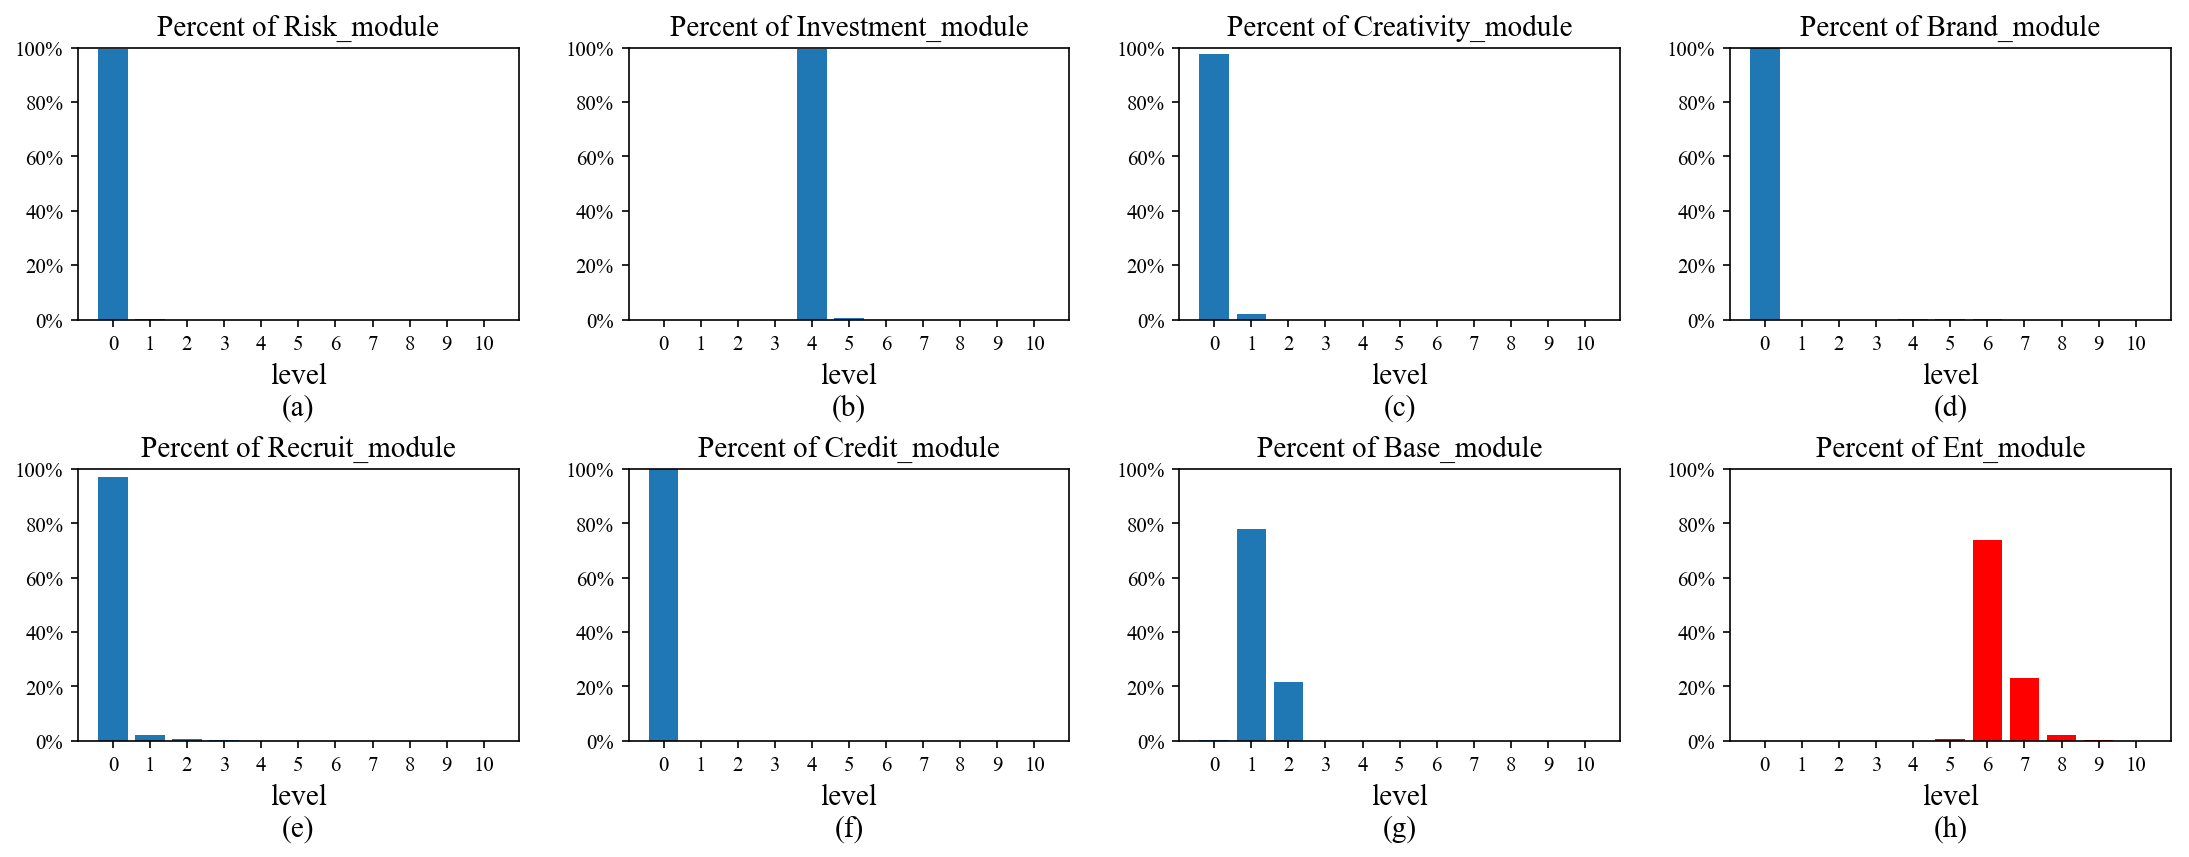 Percent of Risk_module
100%
80%
60%
40%
20%
0%
0 1 2 3 4 5 6 7 8 9 10
level
(a)
Percent of Investment_module
100%
80%
60%
40%
20%
0%
0 1 2 3 4 5 6 7 8 9 10
level
(b)
Percent of Creativity_module
100%
80%
60%
40%
20%
0%
0 1 2 3 4 5 6 7 8 9 10
level
(c)
Percent of Brand_module
100%
80%
60%
40%
20%
0%
0 1 2 3 4 5 6 7 8 9 10
level
(d)
Percent of Recruit_module
100%
80%
60%
40%
20%
0%
0 1 2 3 4 5 6 7 8 9 10
level
(e)
Percent of Credit_module
100%
80%
60%
40%
20%
0%
0 1 2 3 4 5 6 7 8 9 10
level
(f)
Percent of Base_module
100%
80%
60%
40%
20%
0%
0 1 2 3 4 5 6 7 8 9 10
level
(g)
Percent of Ent_module
100%
80%
60%
40%
20%
0%
0 1 2 3 4 5 6 7 8 9 10
level
(h)